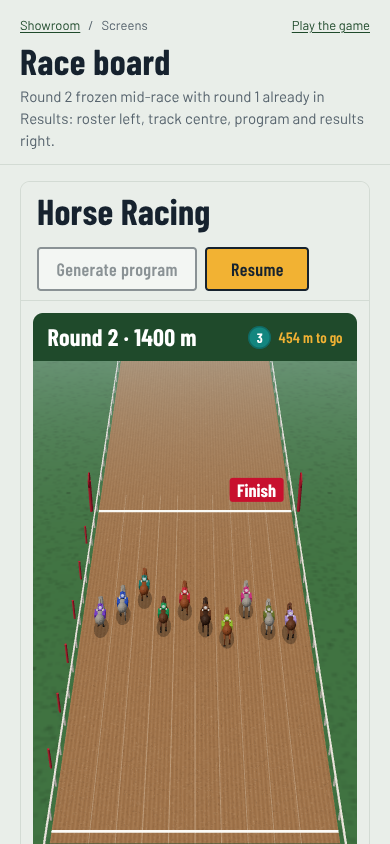 Showroom / Screens
Play the game
Race board
Round 2 frozen mid-race with round 1 already in
Results: roster left, track centre, program and results
right.
Horse Racing
Generate program
Resume
Round 2 · 1400 m
3
454 m to go
Finish